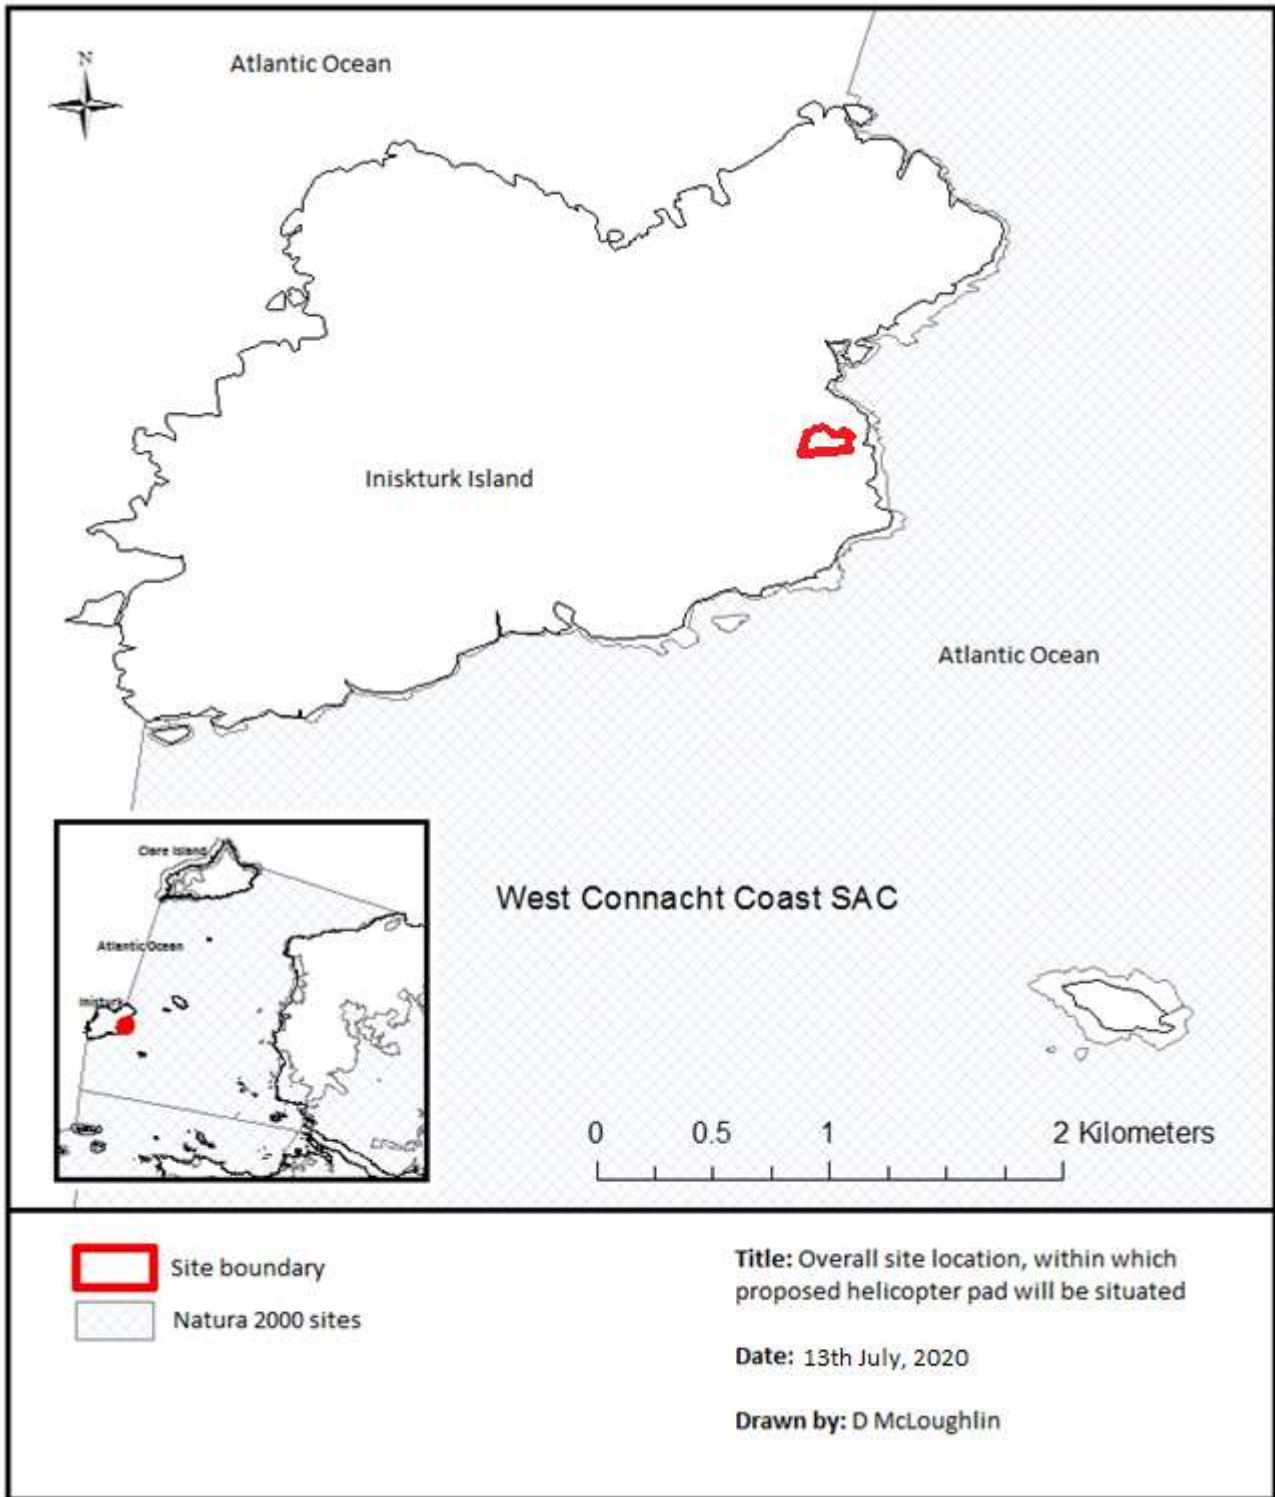 N
Atlantic Ocean
Iniskturk Island
Atlantic Ocean
West Connacht Coast SAC
Clare Island
Atlantic Ocean
Inisturk
0 0.5 1 2 Kilometers
Site boundary
Natura 2000 sites
Title: Overall site location, within which
proposed helicopter pad will be situated
Date: 13th July, 2020
Drawn by: D McLoughlin